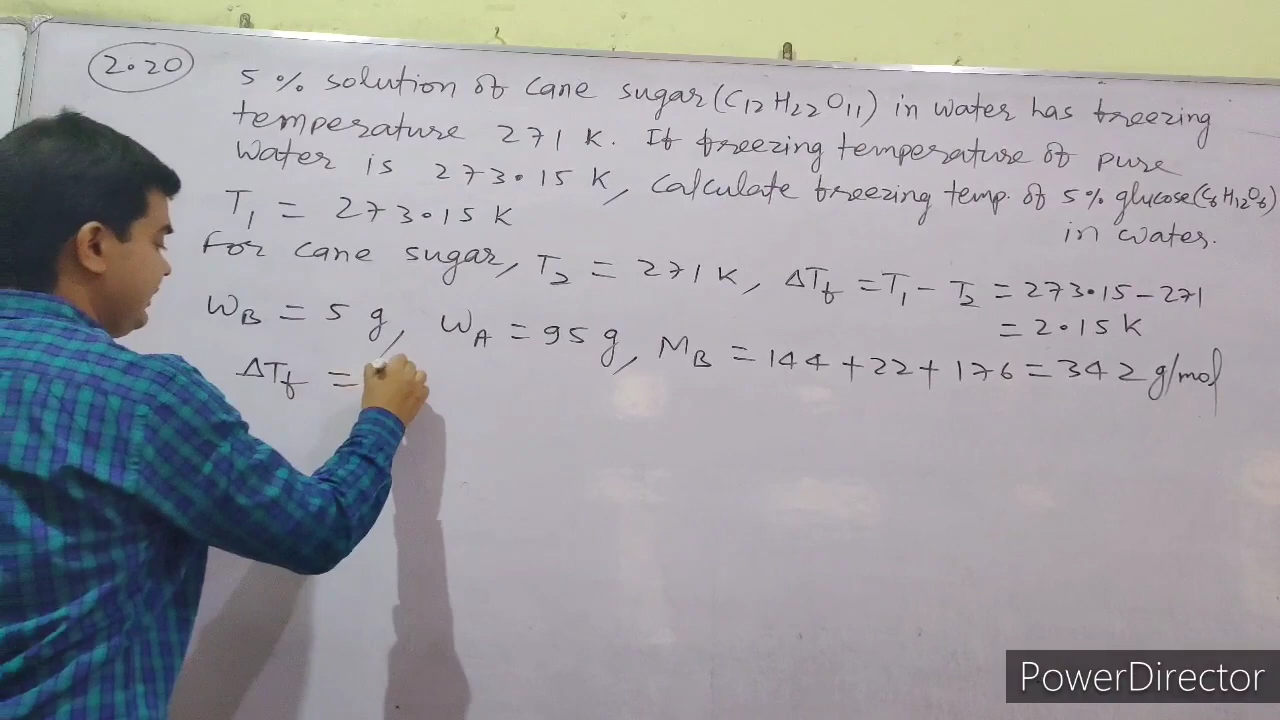 2.20
5 % solution of cane sugar (C12H22O11) in water has freezing
temperature 271 K. If freezing temperature of pure
water is 273.15 K, calculate freezing temp. of 5% glucose (C6H12O6)
in water.
T1 = 273.15 K
For cane sugar, T2 = 271 K, ΔTf = T1 - T2 = 273.15 - 271
= 2.15 K
WB = 5 g, WA = 95 g, MB = 144 + 22 + 176 = 342 g/mol
ΔTf =
PowerDirector